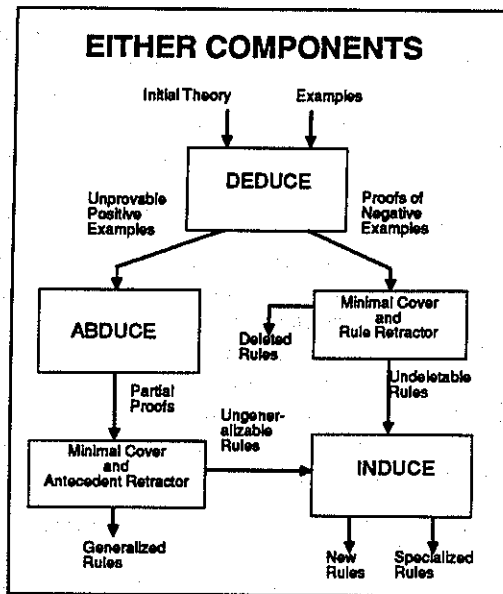 EITHER COMPONENTS
Initial Theory
Examples
DEDUCE
Unprovable
Positive
Examples
Proofs of
Negative
Examples
ABDUCE
Minimal Cover
and
Rule Retractor
Deleted
Rules
Partial
Proofs
Undeletable
Rules
Ungener-
alizable
Rules
Minimal Cover
and
Antecedent Retractor
INDUCE
Generalized
Rules
New
Rules
Specialized
Rules